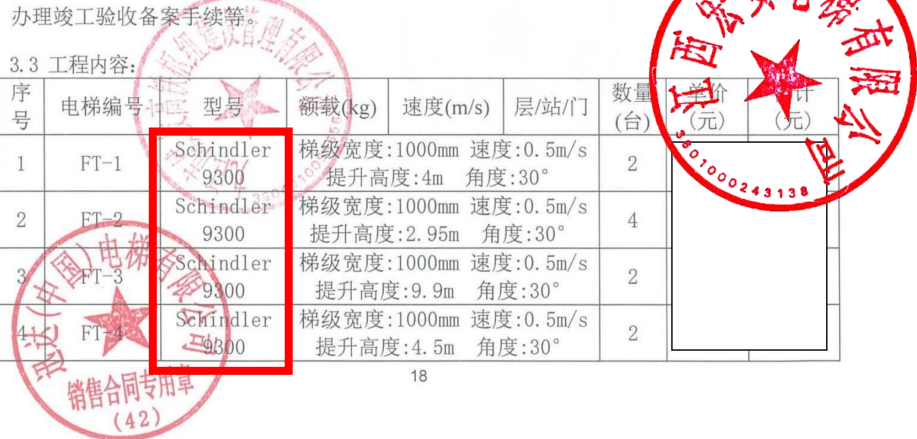 办理竣工验收备案手续等。
3.3 工程内容:
序号 电梯编号 型号 额载(kg) 速度(m/s) 层/站/门 数量(台) 单价(元) 计(元)
1 FT-1 Schindler 9300 梯级宽度:1000mm 速度:0.5m/s 提升高度:4m 角度:30° 2
2 FT-2 Schindler 9300 梯级宽度:1000mm 速度:0.5m/s 提升高度:2.95m 角度:30° 4
3 FT-3 Schindler 9300 梯级宽度:1000mm 速度:0.5m/s 提升高度:9.9m 角度:30° 2
4 FT-4 Schindler 9300 梯级宽度:1000mm 速度:0.5m/s 提升高度:4.5m 角度:30° 2
18
迅达(中国)电梯有限公司
销售合同专用章
(42)
江西宏 电梯有限公司
3601000243138